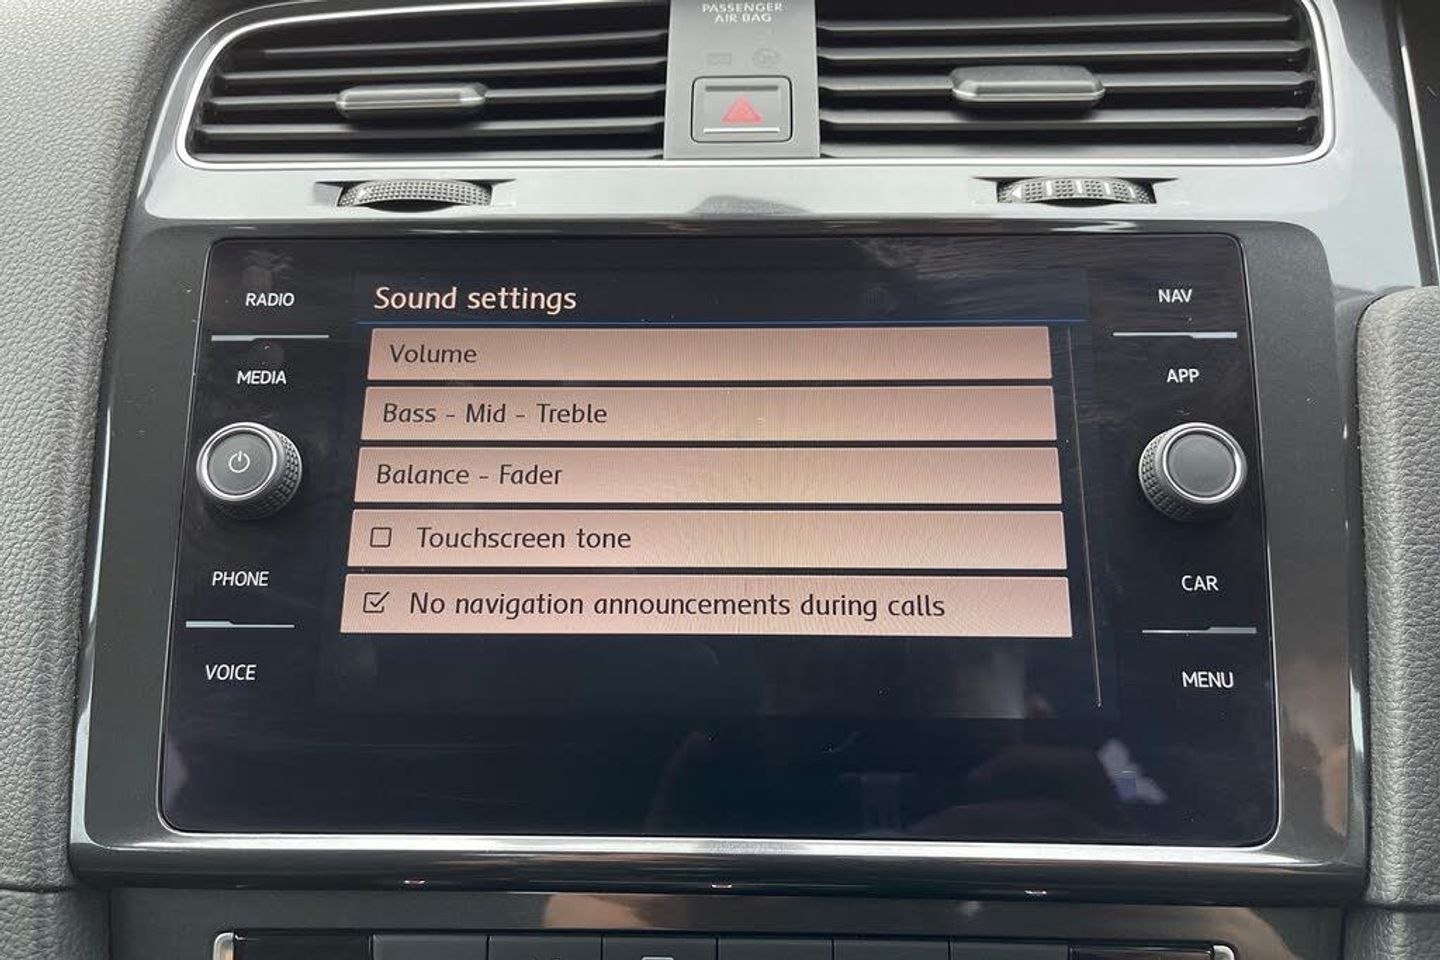 PASSENGER
AIR BAG
RADIO
MEDIA
PHONE
VOICE
Sound settings
Volume
Bass - Mid - Treble
Balance - Fader
Touchscreen tone
No navigation announcements during calls
NAV
APP
CAR
MENU